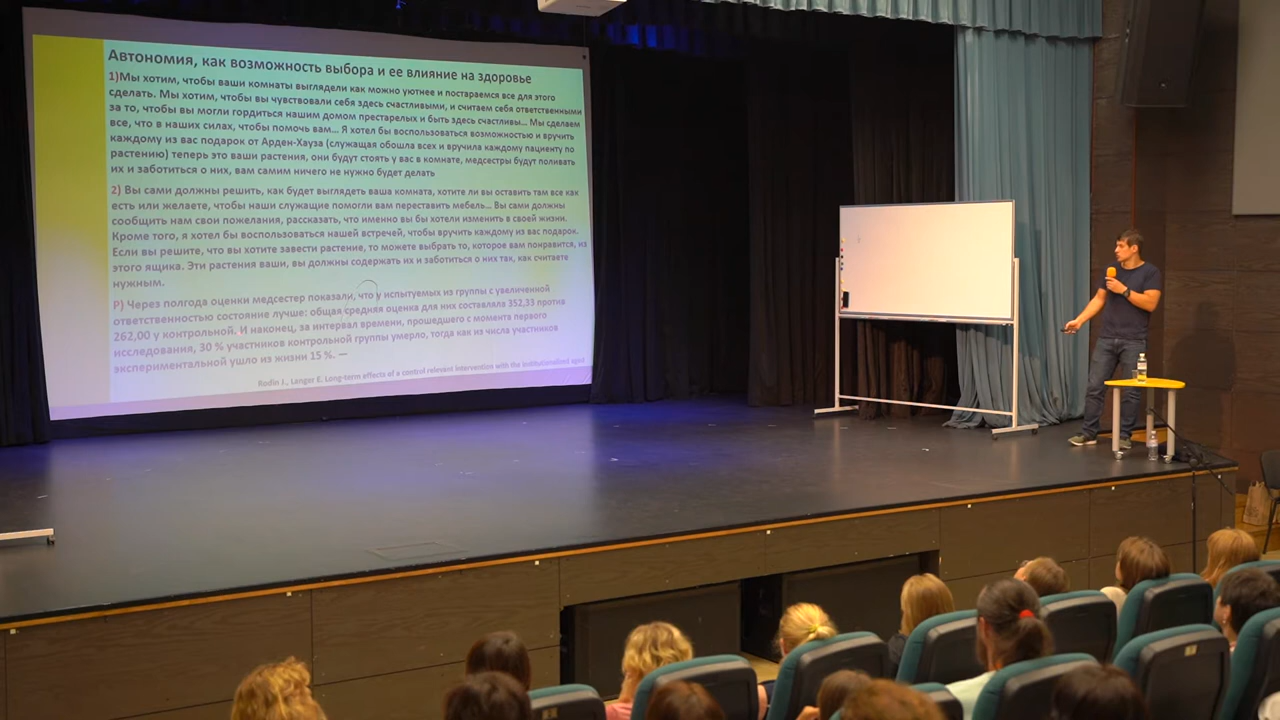 Автономия, как возможность выбора и ее влияние на здоровье
1)Мы хотим, чтобы ваши комнаты выглядели как можно уютнее и постараемся все для этого
сделать. Мы хотим, чтобы вы чувствовали себя здесь счастливыми, и считаем себя ответственными
за то, чтобы вы могли гордиться нашим домом престарелых и быть здесь счастливы... Мы сделаем
все, что в наших силах, чтобы помочь вам... Я хотел бы воспользоваться возможностью и вручить
каждому из вас подарок от Арден-Хауза (служащая обошла всех и вручила каждому пациенту по
растению) теперь это ваши растения, они будут стоять у вас в комнате, медсестры будут поливать
их и заботиться о них, вам самим ничего не нужно будет делать
2) Вы сами должны решить, как будет выглядеть ваша комната, хотите ли вы оставить там все как
есть или желаете, чтобы наши служащие помогли вам переставить мебель... Вы сами должны
сообщить нам свои пожелания, рассказать, что именно вы бы хотели изменить в своей жизни.
Кроме того, я хотел бы воспользоваться нашей встречей, чтобы вручить каждому из вас подарок.
Если вы решите, что вы хотите завести растение, то можете выбрать то, которое вам понравится, из
этого ящика. Эти растения ваши, вы должны содержать их и заботиться о них так, как считаете
нужным.
Р) Через полгода оценки медсестер показали, что у испытуемых из группы с увеличенной
ответственностью состояние лучше: общая средняя оценка для них составляла 352,33 против
262,00 у контрольной. И наконец, за интервал времени, прошедшего с момента первого
исследования, 30 % участников контрольной группы умерло, тогда как из числа участников
экспериментальной ушло из жизни 15 %. —
Rodin J., Langer E. Long-term effects of a control relevant intervention with the institutionalized aged